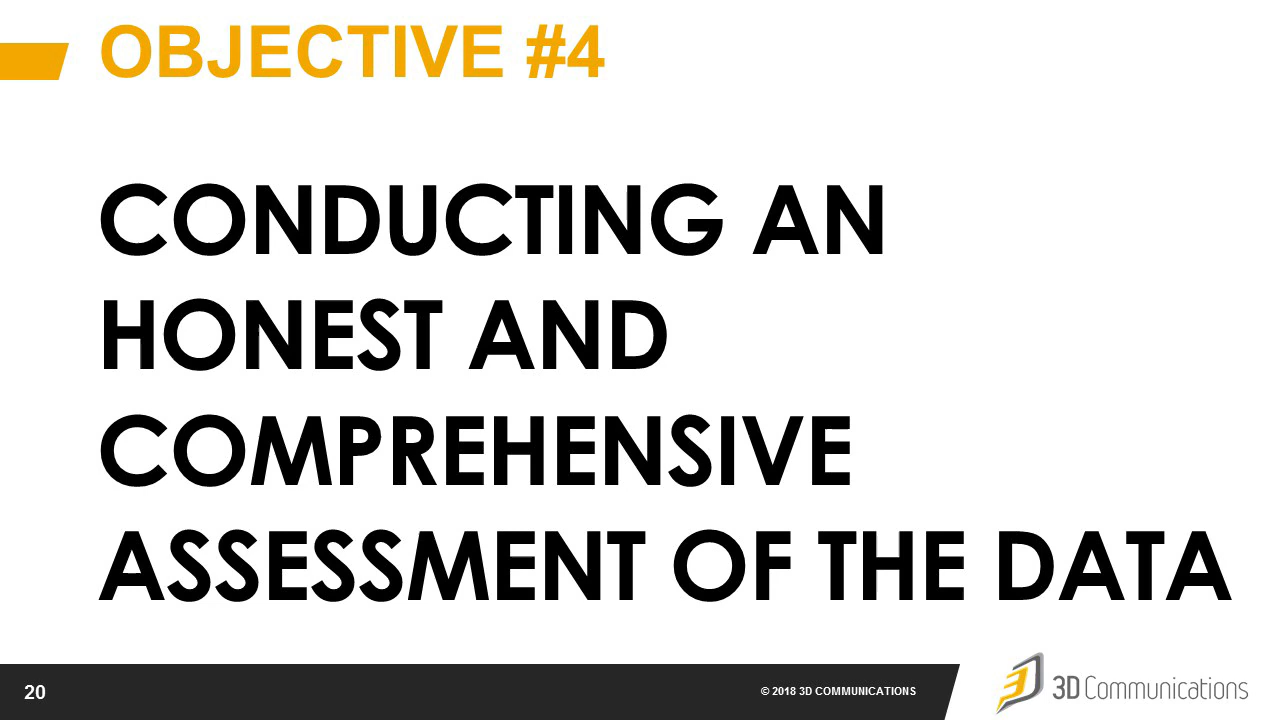 OBJECTIVE #4
CONDUCTING AN
HONEST AND
COMPREHENSIVE
ASSESSMENT OF THE DATA
20
© 2018 3D COMMUNICATIONS
3D Communications